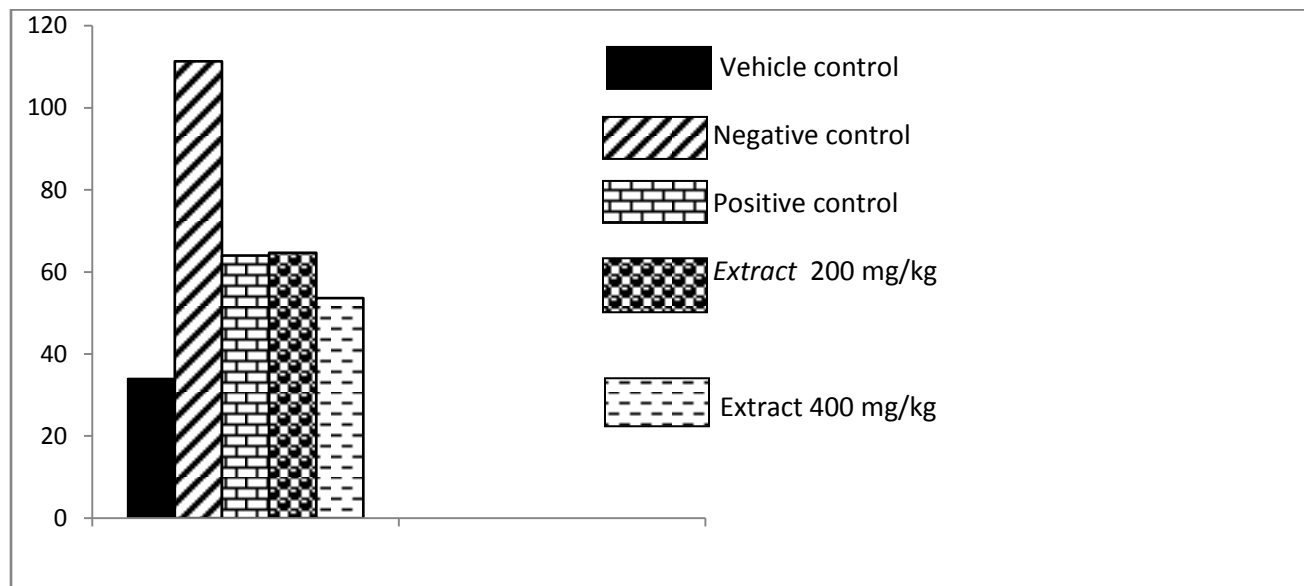 120
100
80
60
40
20
0
Vehicle control
Negative control
Positive control
Extract 200 mg/kg
Extract 400 mg/kg